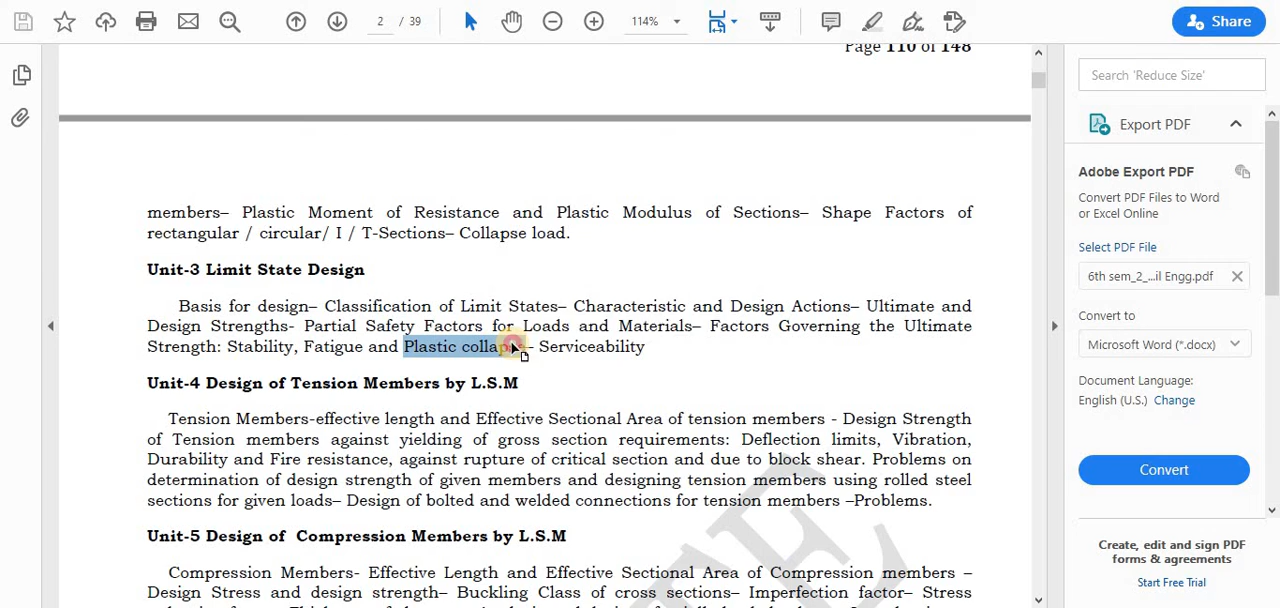 2 / 39
114%
Share
Page 110 of 148
members– Plastic Moment of Resistance and Plastic Modulus of Sections– Shape Factors of
rectangular / circular/ I / T-Sections– Collapse load.
Unit-3 Limit State Design
Basis for design– Classification of Limit States– Characteristic and Design Actions– Ultimate and
Design Strengths- Partial Safety Factors for Loads and Materials– Factors Governing the Ultimate
Strength: Stability, Fatigue and Plastic collapse– Serviceability
Unit-4 Design of Tension Members by L.S.M
Tension Members-effective length and Effective Sectional Area of tension members - Design Strength
of Tension members against yielding of gross section requirements: Deflection limits, Vibration,
Durability and Fire resistance, against rupture of critical section and due to block shear. Problems on
determination of design strength of given members and designing tension members using rolled steel
sections for given loads– Design of bolted and welded connections for tension members –Problems.
Unit-5 Design of Compression Members by L.S.M
Compression Members- Effective Length and Effective Sectional Area of Compression members –
Design Stress and design strength– Buckling Class of cross sections– Imperfection factor– Stress
Search 'Reduce Size'
Export PDF
Adobe Export PDF
Convert PDF Files to Word
or Excel Online
Select PDF File
6th sem_2_...il Engg.pdf
Convert to
Microsoft Word (*.docx)
Document Language:
English (U.S.) Change
Convert
Create, edit and sign PDF
forms & agreements
Start Free Trial